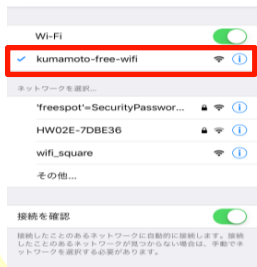 Wi-Fi
kumamoto-free-wifi
ネットワークを選択...
'freespot'=SecurityPasswor...
HW02E-7DBE36
wifi_square
その他...
接続を確認
接続したことのあるネットワークに自動的に接続します。接続
したことのあるネットワークが見つからない場合は、手動でネ
ットワークを選択する必要があります。